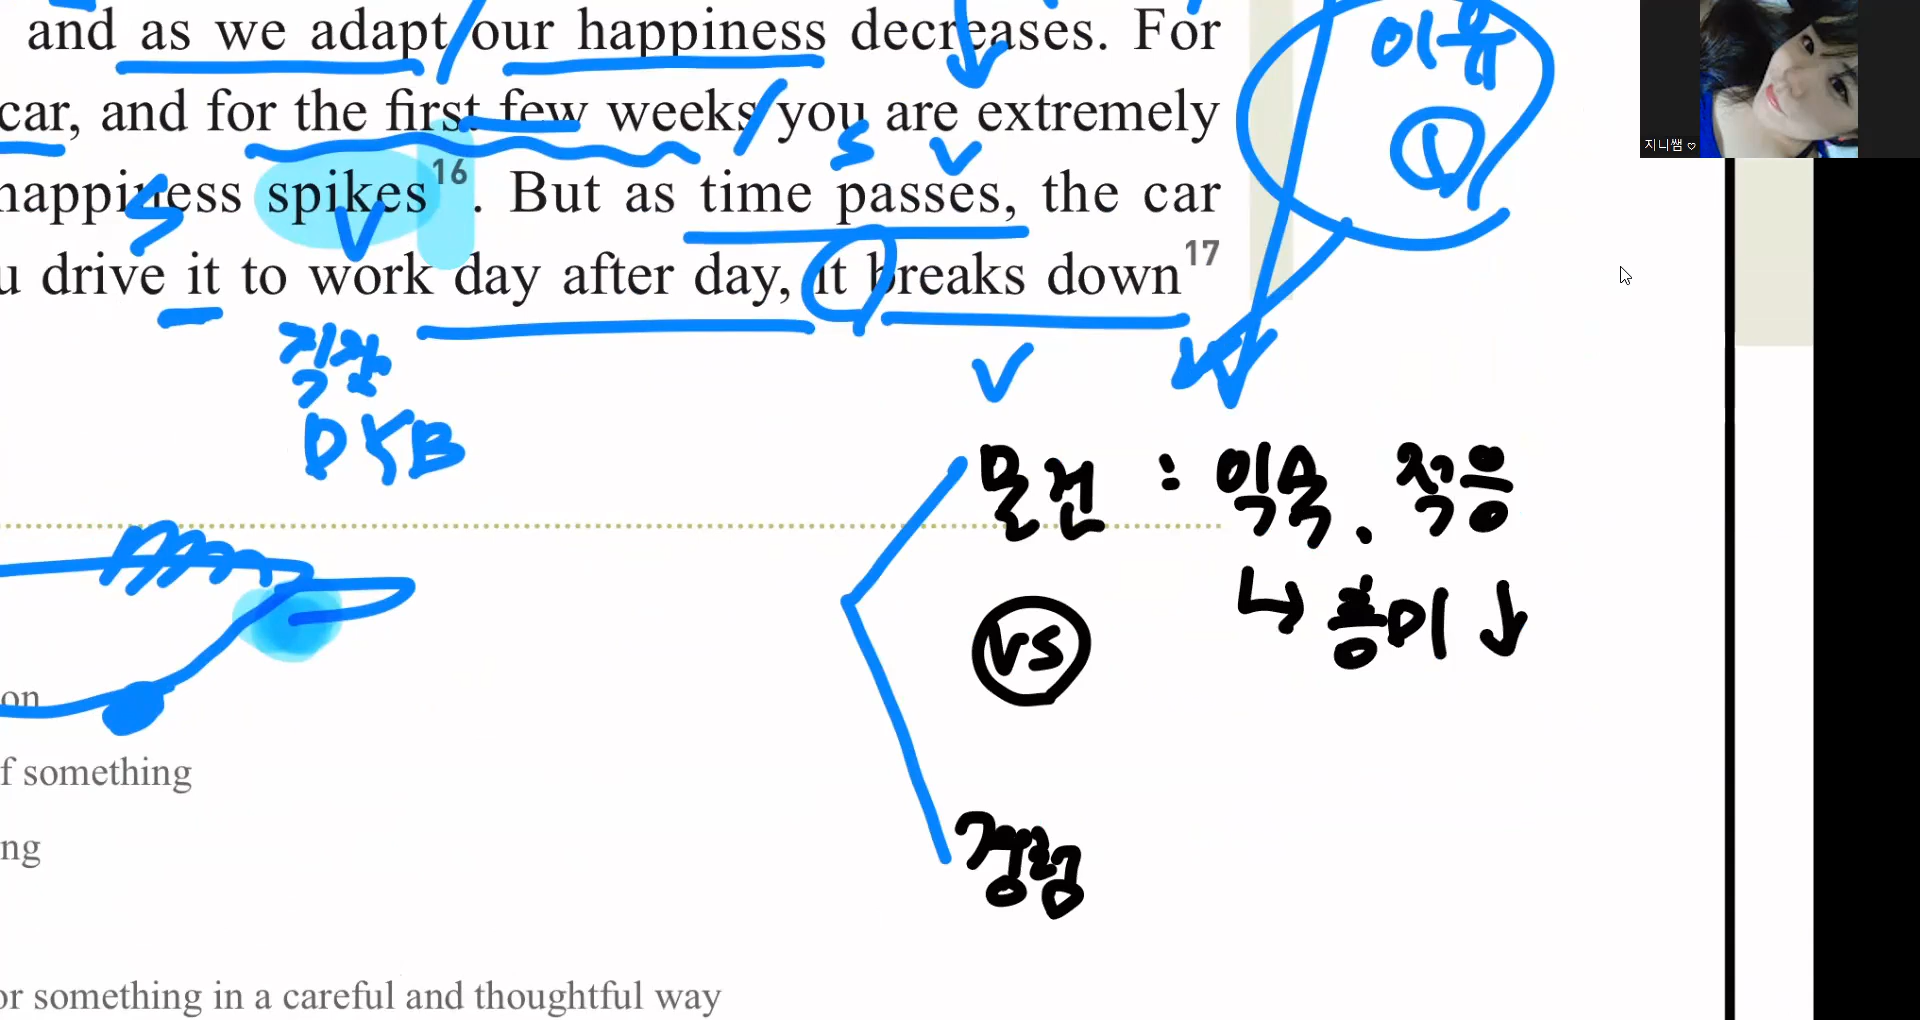 and as we adapt our happiness decreases. For
이유
①
car, and for the first few weeks you are extremely
S V
지니쌤 ♡
happiness spikes16. But as time passes, the car
S V
u drive it to work day after day, it breaks down17
직장
V
물건 : 익숙. 적응
↳ 흥미 ↓
vs
on
f something
ng
경험
or something in a careful and thoughtful way